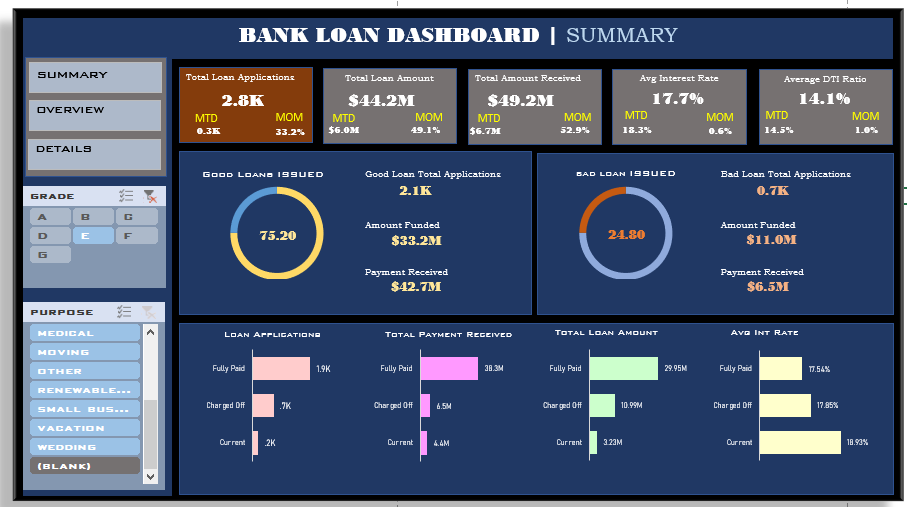 BANK LOAN DASHBOARD | SUMMARY
SUMMARY
OVERVIEW
DETAILS
Total Loan Applications
2.8K
MTD MOM
0.3K 33.2%
Total Loan Amount
$44.2M
MTD MOM
$6.0M 49.1%
Total Amount Received
$49.2M
MTD MOM
$6.7M 52.9%
Avg Interest Rate
17.7%
MTD MOM
18.3% 0.6%
Average DTI Ratio
14.1%
MTD MOM
14.5% 1.0%
GRADE
A B C
D E F
G
PURPOSE
MEDICAL
MOVING
OTHER
RENEWABLE...
SMALL BUS...
VACATION
WEDDING
(BLANK)
GOOD LOANS ISSUED
75.20
Good Loan Total Applications
2.1K
Amount Funded
$33.2M
Payment Received
$42.7M
BAD LOAN ISSUED
24.80
Bad Loan Total Applications
0.7K
Amount Funded
$11.0M
Payment Received
$6.5M
LOAN APPLICATIONS
Fully Paid 1.9K
Charged Off .7K
Current .2K
TOTAL PAYMENT RECEIVED
Fully Paid 38.3M
Charged Off 6.5M
Current 4.4M
TOTAL LOAN AMOUNT
Fully Paid 29.95M
Charged Off 10.99M
Current 3.23M
AVG INT RATE
Fully Paid 17.54%
Charged Off 17.85%
Current 18.93%